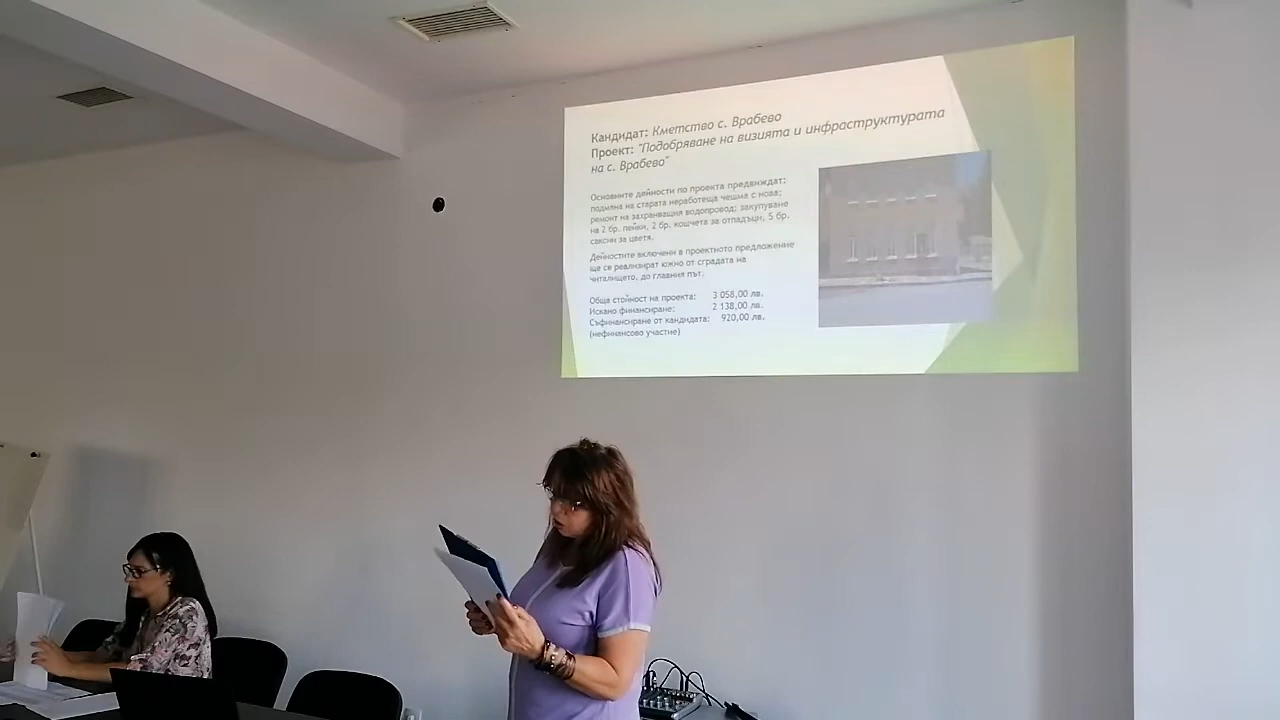 Кандидат: Кметство с. Врабево
Проект: "Подобряване на визията и инфраструктурата
на с. Врабево"
Основните дейности по проекта предвиждат:
подмяна на старата неработеща чешма с нова;
ремонт на захранващия водопровод; закупуване
на 2 бр. пейки, 2 бр. кошчета за отпадъци, 5 бр.
саксии за цветя.
Дейностите включени в проектното предложение
ще се реализират южно от сградата на
читалището, до главния път.
Обща стойност на проекта: 3 058,00 лв.
Искано финансиране: 2 138,00 лв.
Съфинансиране от кандидата: 920,00 лв.
(нефинансово участие)